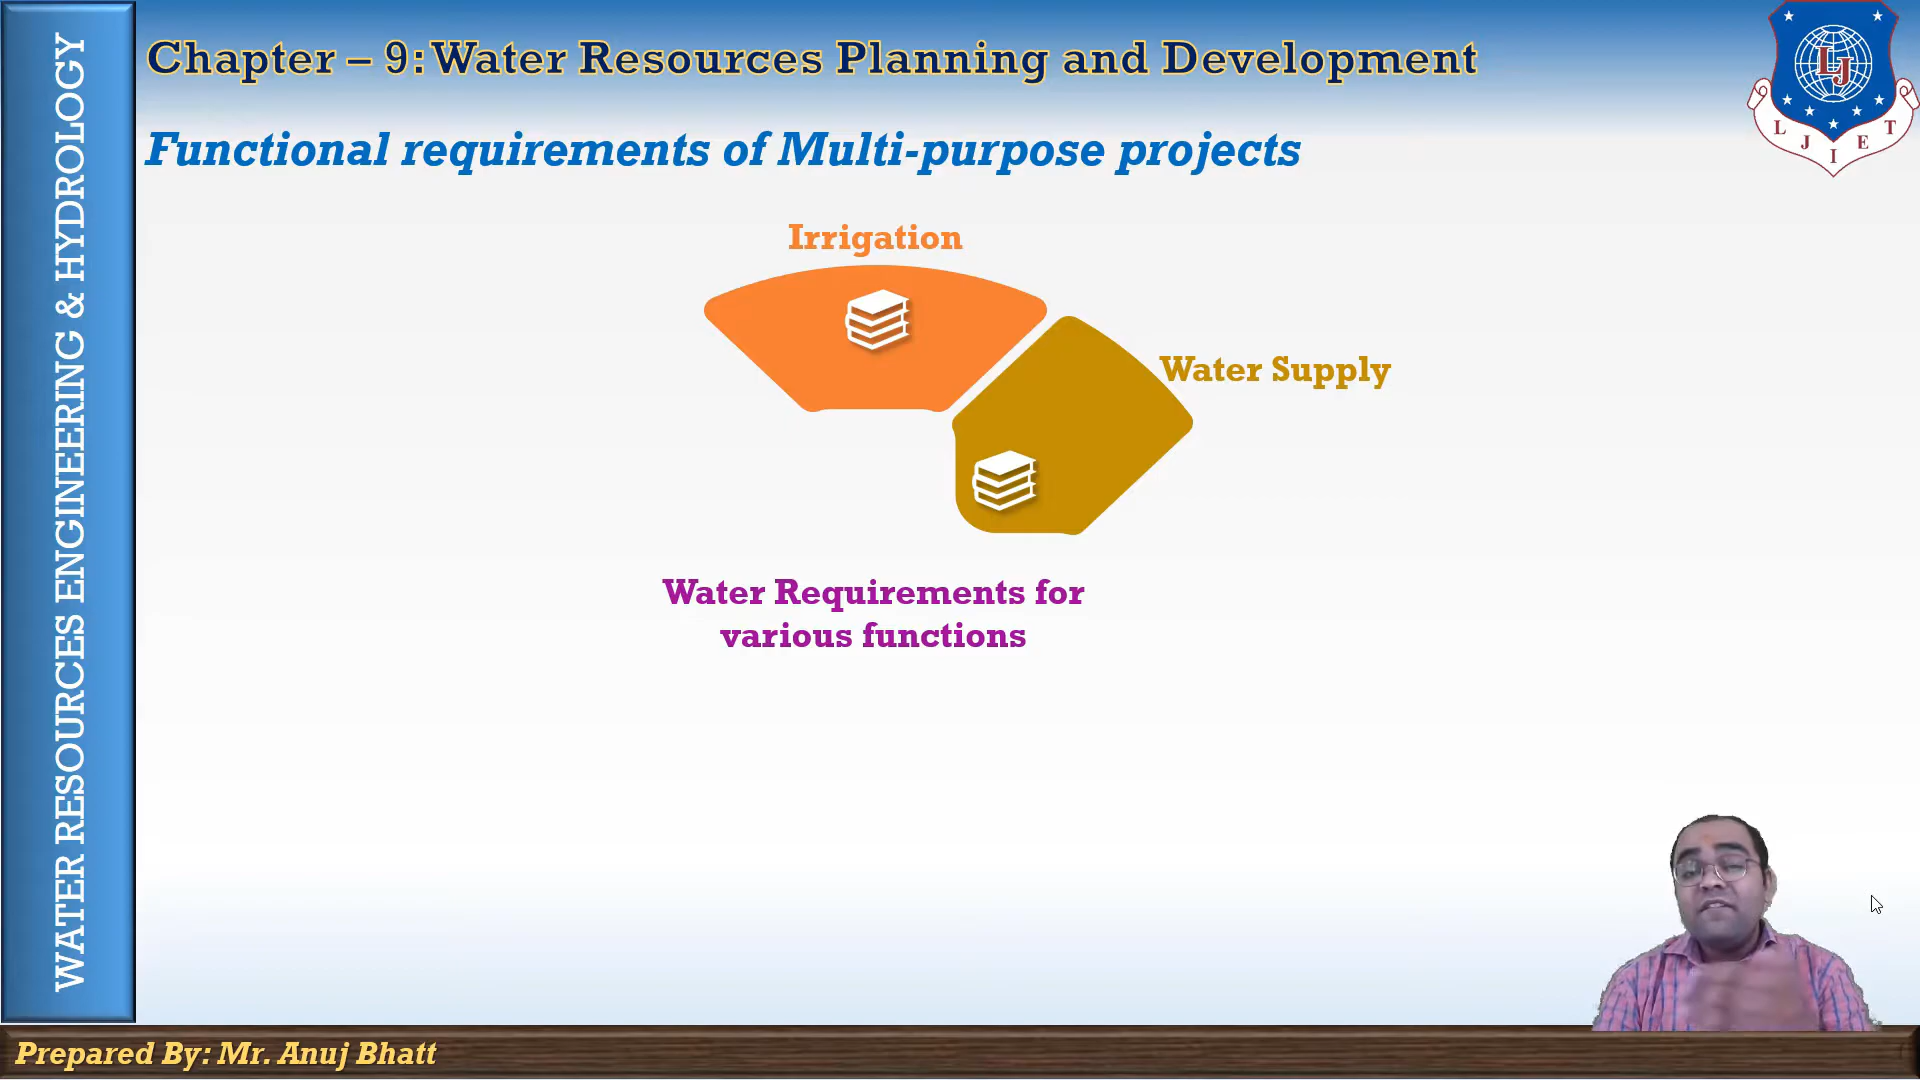 Chapter – 9: Water Resources Planning and Development
Functional requirements of Multi-purpose projects
WATER RESOURCES ENGINEERING & HYDROLOGY
Irrigation
Water Supply
Water Requirements for
various functions
LJ
L J I E T
Prepared By: Mr. Anuj Bhatt